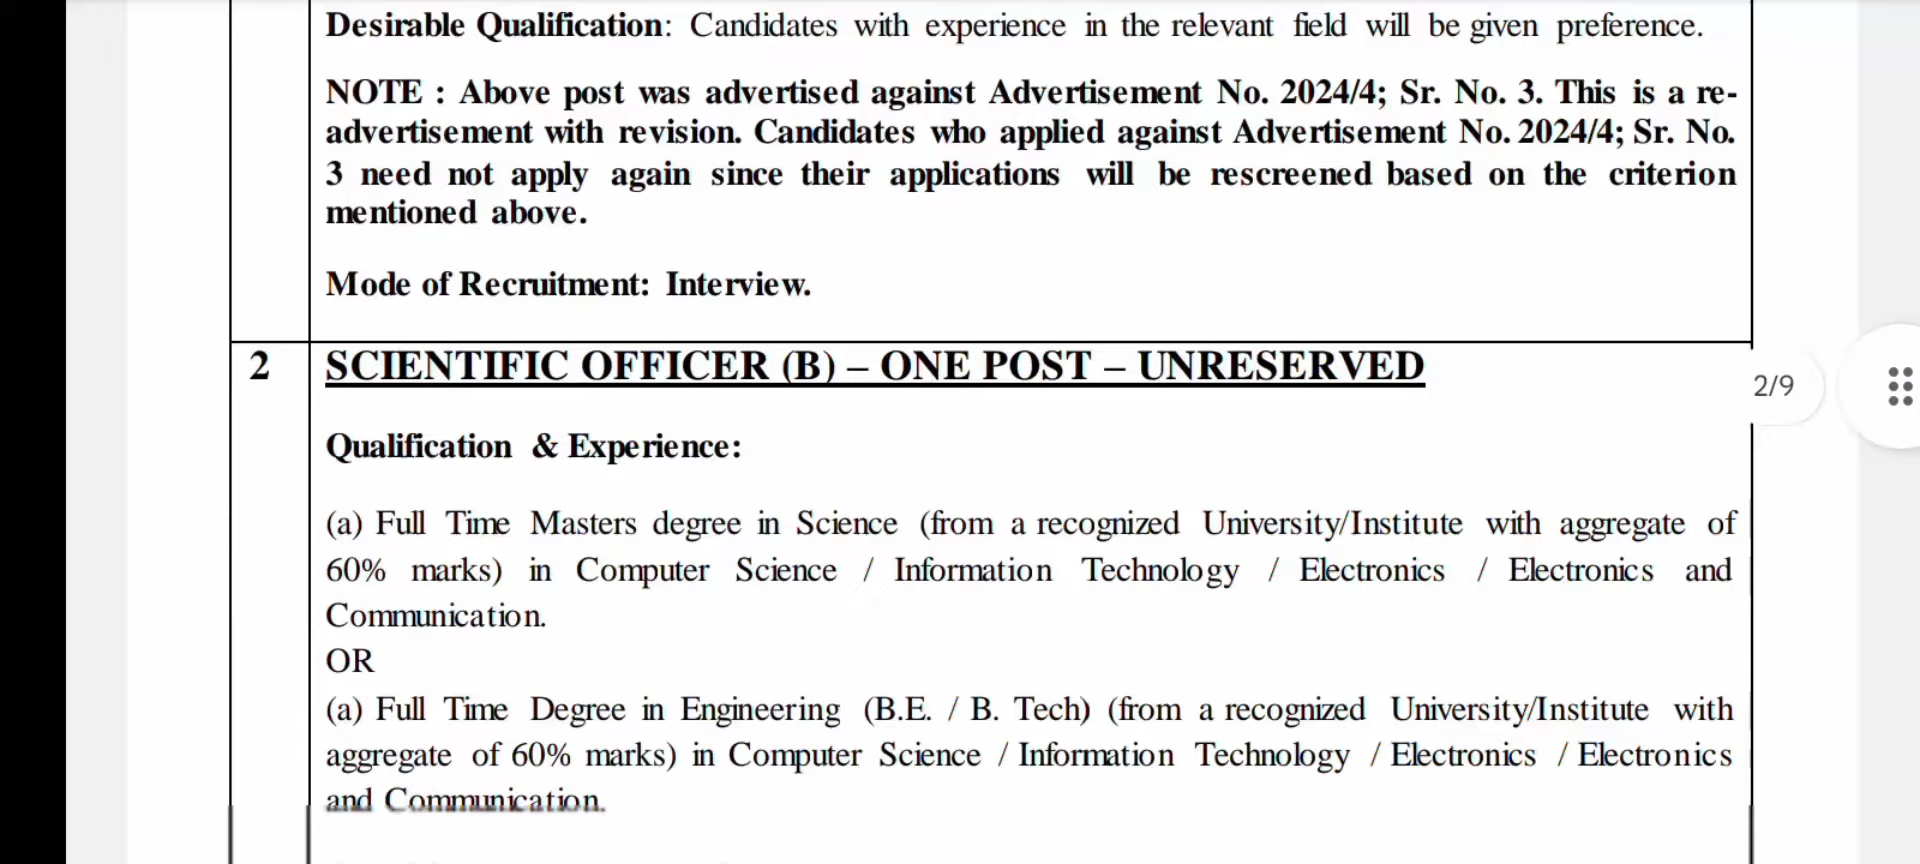 Desirable Qualification: Candidates with experience in the relevant field will be given preference.
NOTE : Above post was advertised against Advertisement No. 2024/4; Sr. No. 3. This is a re-
advertisement with revision. Candidates who applied against Advertisement No. 2024/4; Sr. No.
3 need not apply again since their applications will be rescreened based on the criterion
mentioned above.
Mode of Recruitment: Interview.
2 SCIENTIFIC OFFICER (B) – ONE POST – UNRESERVED
2/9
Qualification & Experience:
(a) Full Time Masters degree in Science (from a recognized University/Institute with aggregate of
60% marks) in Computer Science / Information Technology / Electronics / Electronics and
Communication.
OR
(a) Full Time Degree in Engineering (B.E. / B. Tech) (from a recognized University/Institute with
aggregate of 60% marks) in Computer Science / Information Technology / Electronics / Electronics
and Communication.